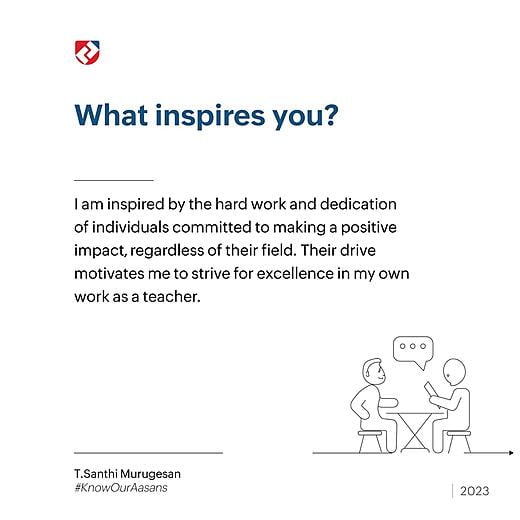 What inspires you?
I am inspired by the hard work and dedication
of individuals committed to making a positive
impact, regardless of their field. Their drive
motivates me to strive for excellence in my own
work as a teacher.
T.Santhi Murugesan
#KnowOurAasans
2023